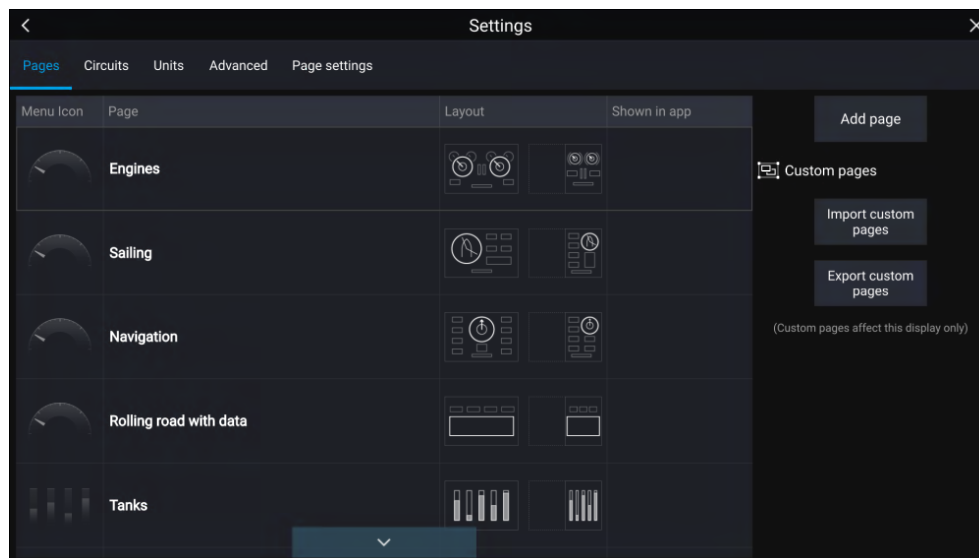 Settings
Pages Circuits Units Advanced Page settings
Menu Icon Page Layout Shown in app
Engines
Sailing
Navigation
Rolling road with data
Tanks
Add page
Custom pages
Import custom
pages
Export custom
pages
(Custom pages affect this display only)